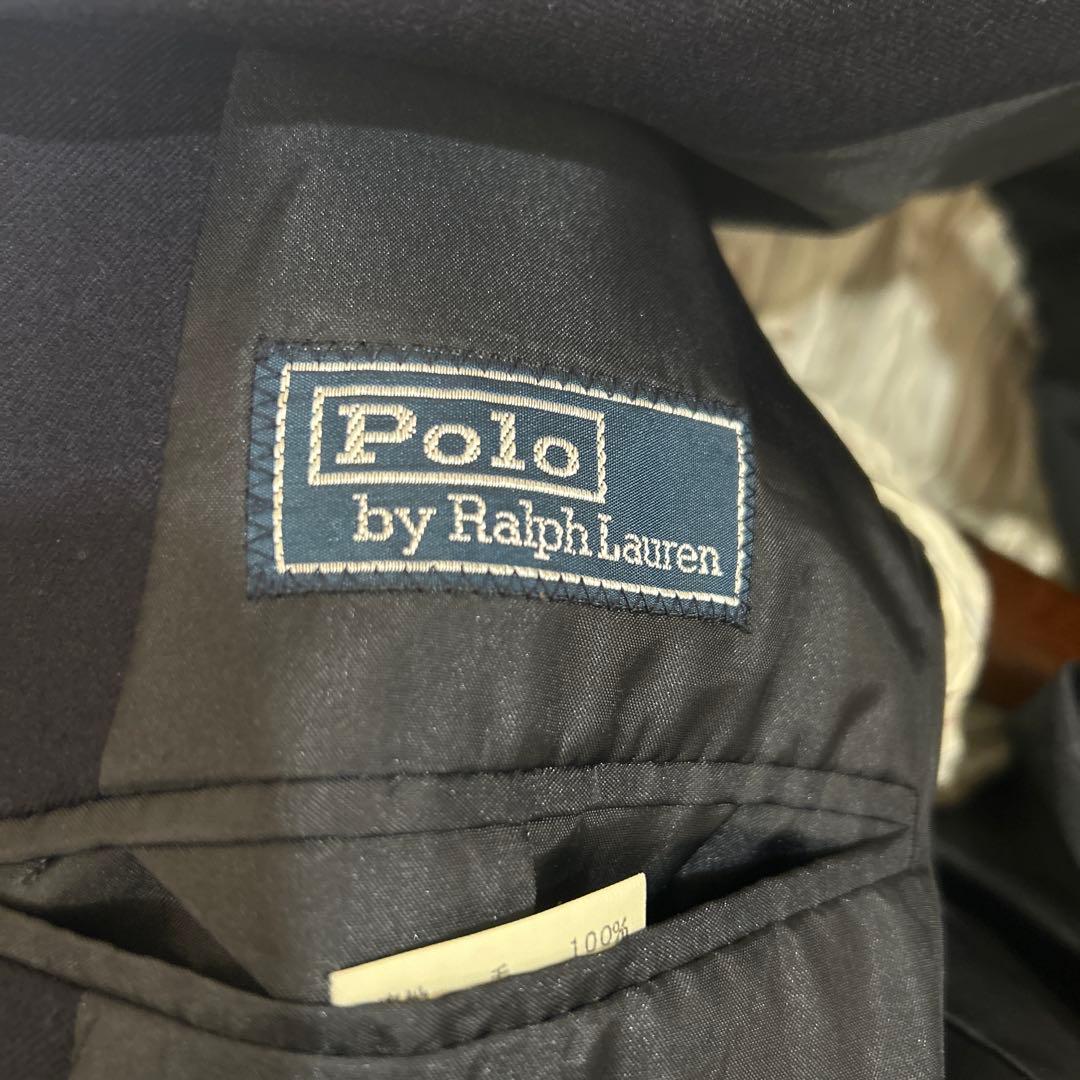 Polo
by Ralph Lauren
毛 100%